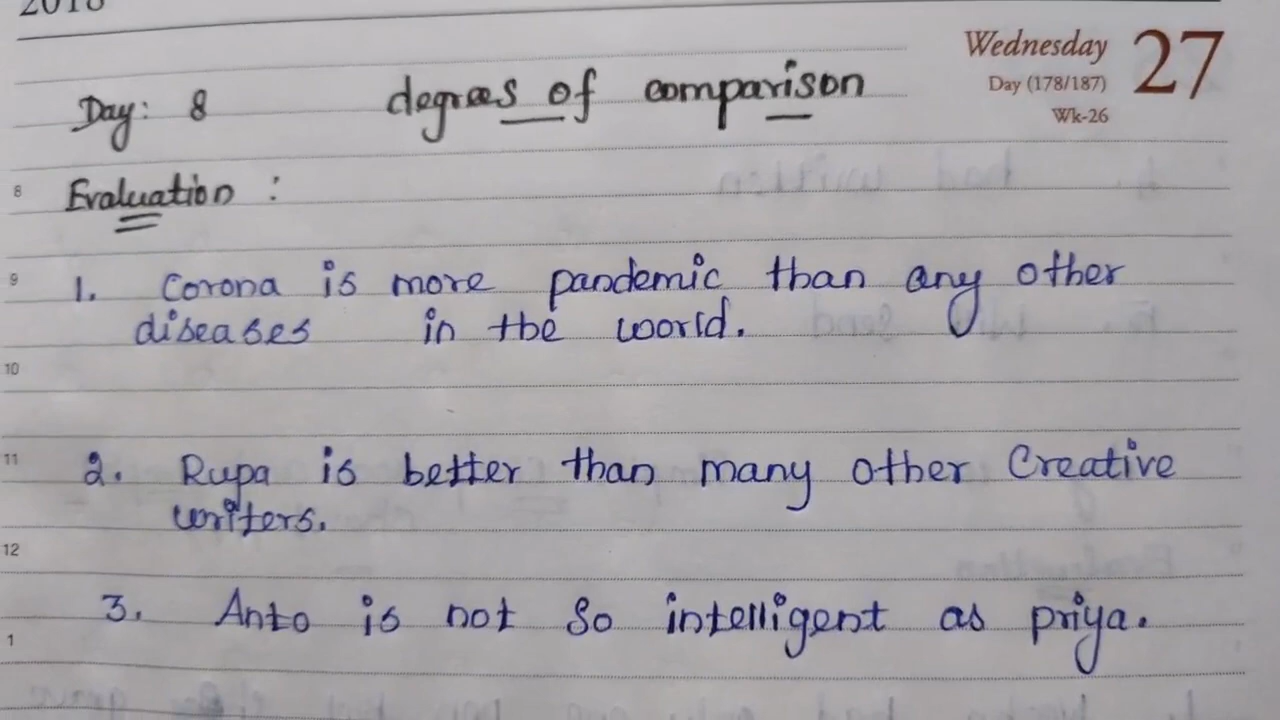 2018
Wednesday 27
Day (178/187)
Wk-26
Day: 8 degrees of comparison
8
Evaluation :
9
1. Corona is more pandemic than any other
diseases in the world.
10
11
2. Rupa is better than many other Creative
writers.
12
3. Anto is not so intelligent as priya.
1